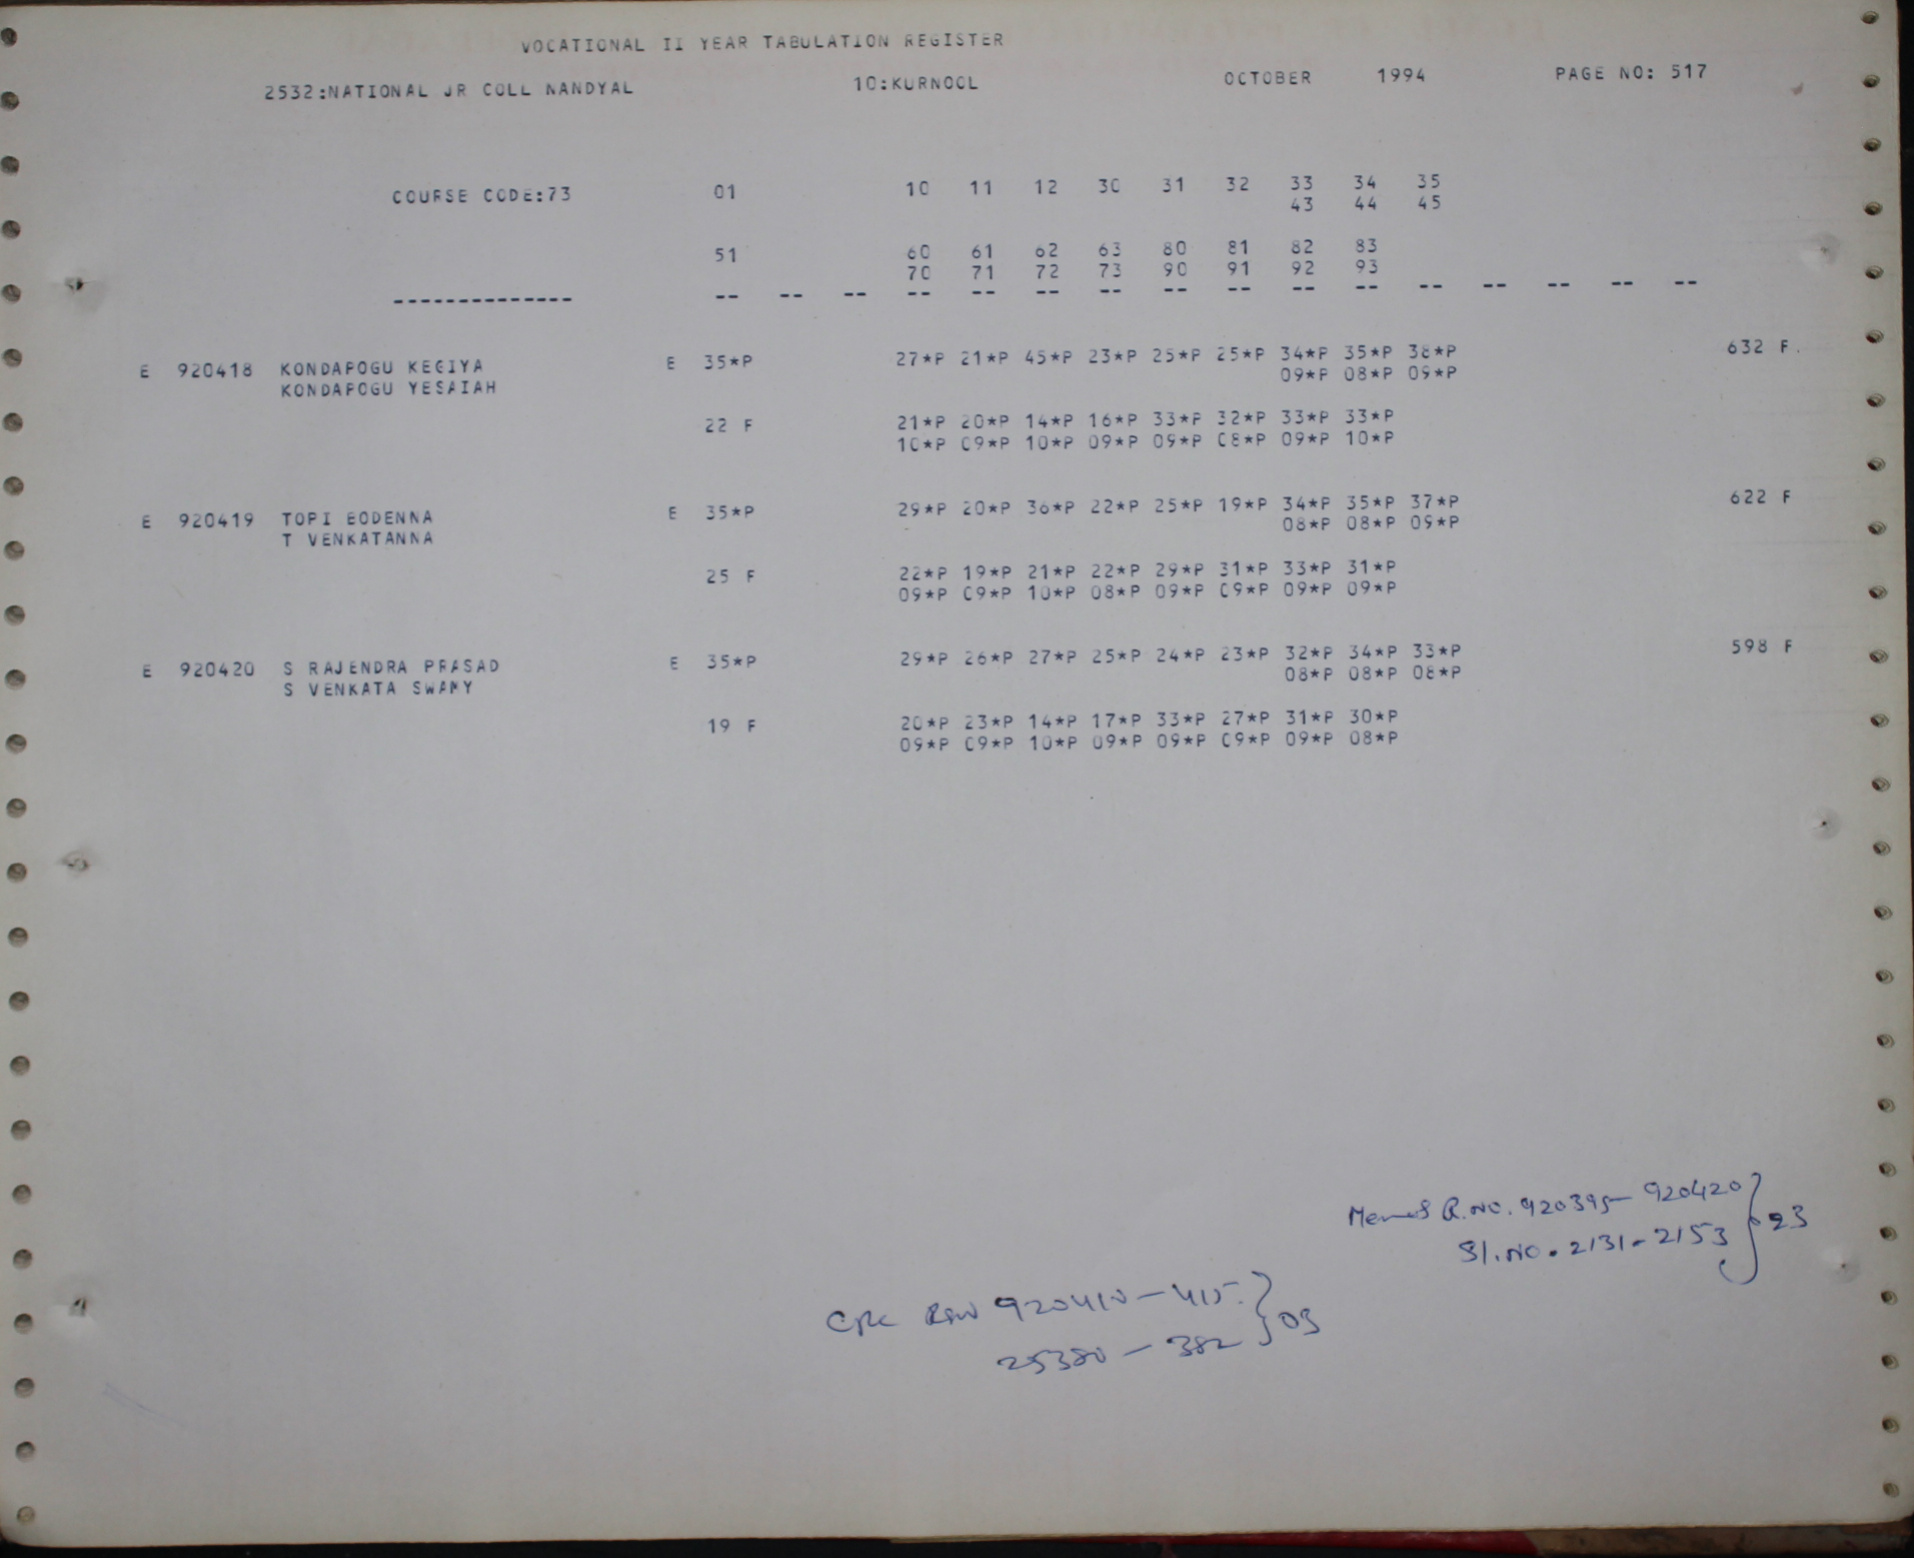 VOCATIONAL II YEAR TABULATION REGISTER
2532:NATIONAL JR COLL NANDYAL 10:KURNOOL OCTOBER 1994 PAGE NO: 517
COURSE CODE:73 01 10 11 12 30 31 32 33 34 35
43 44 45
51 60 61 62 63 80 81 82 83
70 71 72 73 90 91 92 93
-------------- -- -- -- -- -- -- -- -- -- -- -- -- -- -- -- --
E 920418 KONDAPOGU KEGIYA E 35*P 27*P 21*P 45*P 23*P 25*P 25*P 34*P 35*P 38*P 632 F.
KONDAPOGU YESAIAH 09*P 08*P 09*P
22 F 21*P 20*P 14*P 16*P 33*P 32*P 33*P 33*P
10*P 09*P 10*P 09*P 09*P 08*P 09*P 10*P
E 920419 TOPI BODENNA E 35*P 29*P 20*P 36*P 22*P 25*P 19*P 34*P 35*P 37*P 622 F
T VENKATANNA 08*P 08*P 09*P
25 F 22*P 19*P 21*P 22*P 29*P 31*P 33*P 31*P
09*P 09*P 10*P 08*P 09*P 09*P 09*P 09*P
E 920420 S RAJENDRA PRASAD E 35*P 29*P 26*P 27*P 25*P 24*P 23*P 32*P 34*P 33*P 598 F
S VENKATA SWAMY 08*P 08*P 08*P
19 F 20*P 23*P 14*P 17*P 33*P 27*P 31*P 30*P
09*P 09*P 10*P 09*P 09*P 09*P 09*P 08*P
R.NO. 920395- 920420 } 23
Sl.NO. 2131-2153
920410-415 } 03
25380 - 382